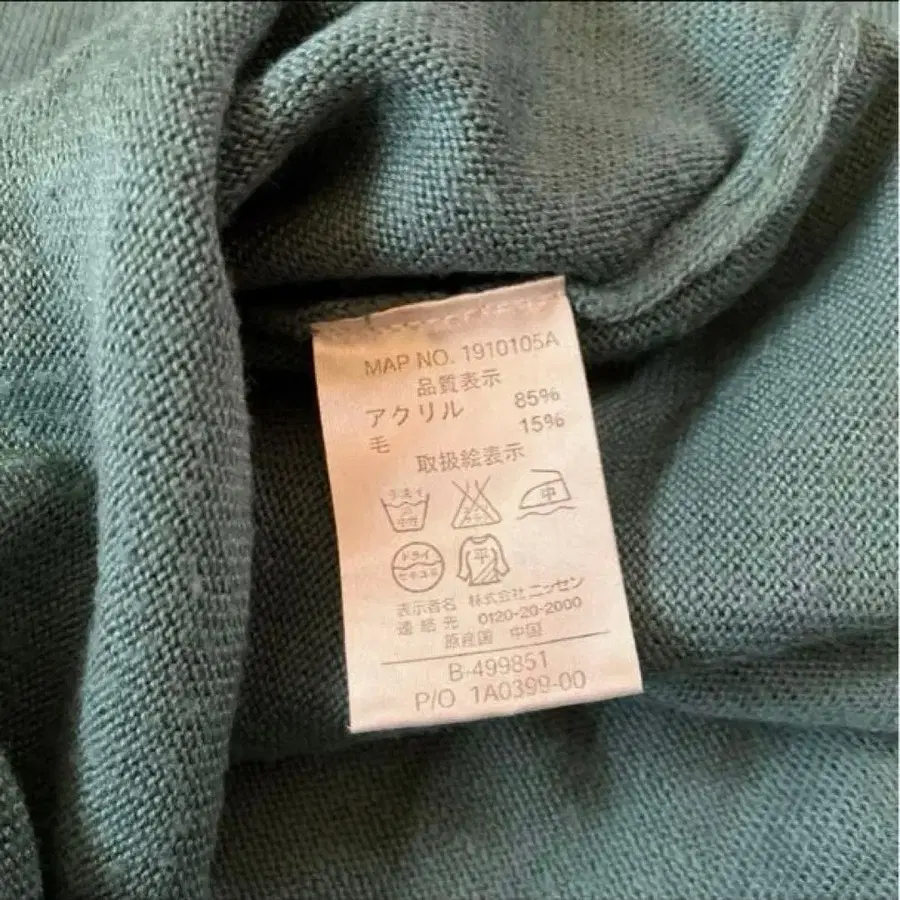 MAP NO. 1910105A
品質表示
アクリル 85%
毛 15%
取扱絵表示
手洗イ 中
中性
ドライ 平
セキユ系
表示者名 株式会社ニッセン
連絡先 0120-20-2000
原産国 中国
B-499851
P/O 1A0399-00